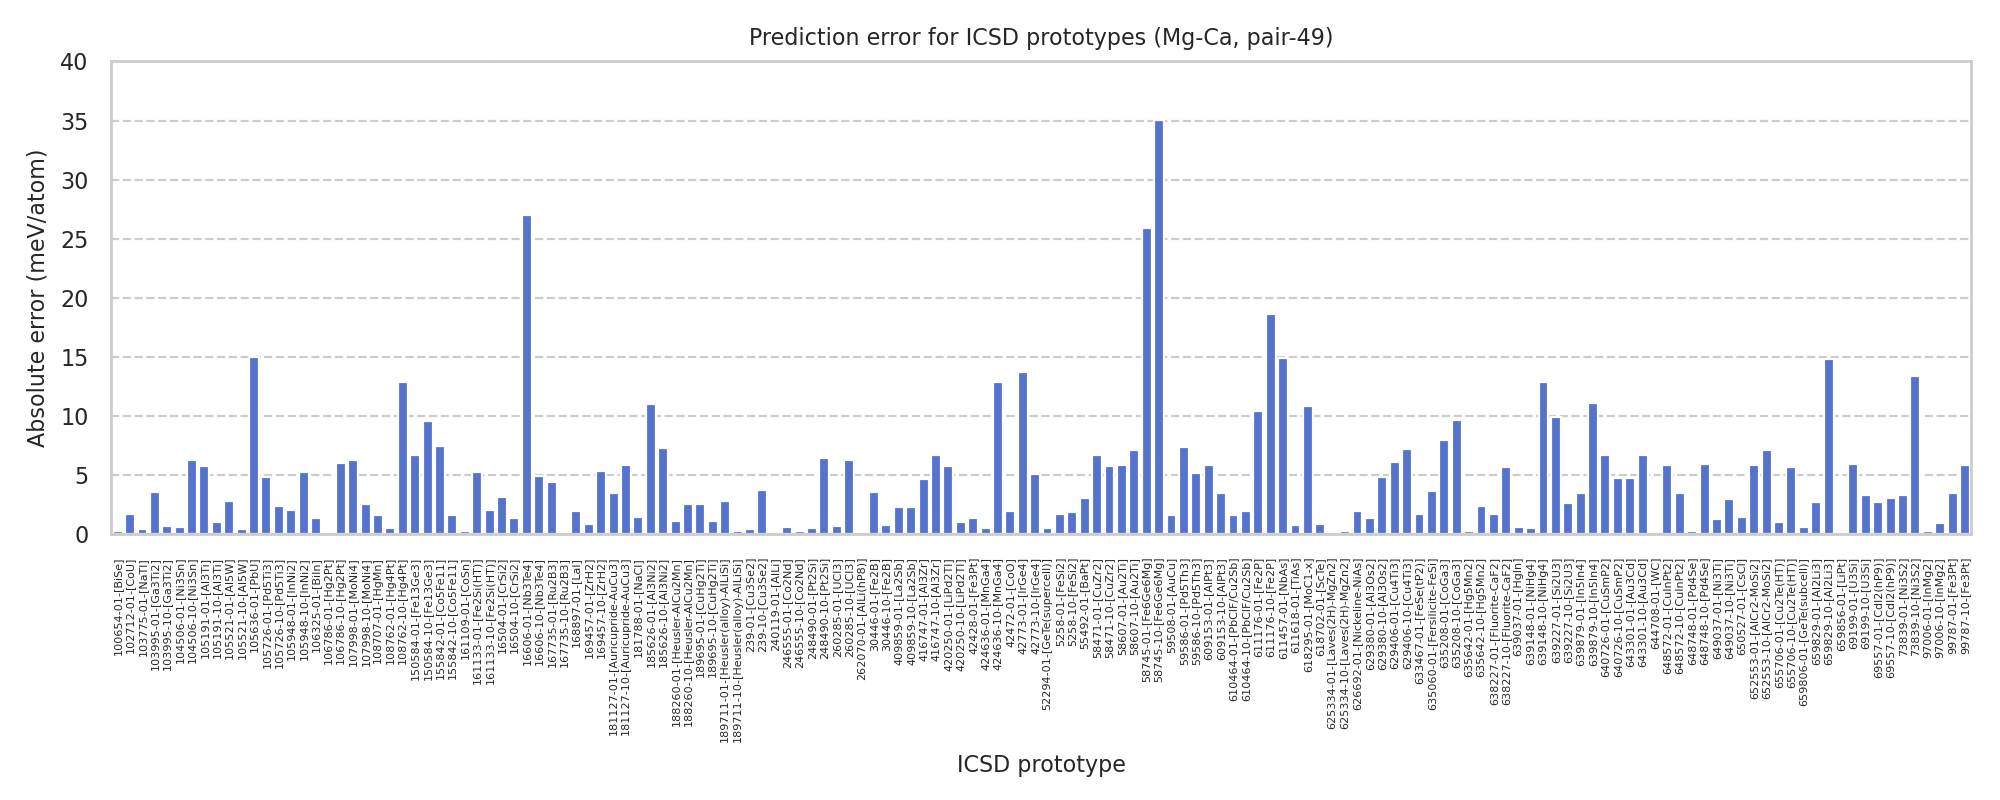 Prediction error for ICSD prototypes (Mg-Ca, pair-49)
Absolute error (meV/atom)
40
35
30
25
20
15
10
5
0
100654-01-[BiSe]
102712-01-[CoU]
103775-01-[NaTl]
103995-01-[Ga3Ti2]
103995-10-[Ga3Ti2]
104506-01-[Ni3Sn]
104506-10-[Ni3Sn]
105191-01-[Al3Ti]
105191-10-[Al3Ti]
105521-01-[Al5W]
105521-10-[Al5W]
105636-01-[PbU]
105726-01-[Pd5Ti3]
105726-10-[Pd5Ti3]
105948-01-[InNi2]
105948-10-[InNi2]
106325-01-[BiIn]
106786-01-[Hg2Pt]
106786-10-[Hg2Pt]
107998-01-[MoNi4]
107998-10-[MoNi4]
108707-01-[HgMn]
108762-01-[Hg4Pt]
108762-10-[Hg4Pt]
150584-01-[Fe13Ge3]
150584-10-[Fe13Ge3]
155842-01-[Co5Fe11]
155842-10-[Co5Fe11]
161109-01-[CoSn]
161133-01-[Fe2Si(HT)]
161133-10-[Fe2Si(HT)]
16504-01-[CrSi2]
16504-10-[CrSi2]
16606-01-[Nb3Te4]
16606-10-[Nb3Te4]
167735-01-[Ru2B3]
167735-10-[Ru2B3]
168897-01-[LaI]
169457-01-[ZrH2]
169457-10-[ZrH2]
181127-01-[Auricupride-AuCu3]
181127-10-[Auricupride-AuCu3]
181788-01-[NaCl]
185626-01-[Al3Ni2]
185626-10-[Al3Ni2]
188260-01-[Heusler-AlCu2Mn]
188260-10-[Heusler-AlCu2Mn]
189695-01-[CuHg2Ti]
189695-10-[CuHg2Ti]
189711-01-[Heusler(alloy)-AlLiSi]
189711-10-[Heusler(alloy)-AlLiSi]
239-01-[Cu3Se2]
239-10-[Cu3Se2]
240119-01-[AlLi]
246555-01-[Co2Nd]
246555-10-[Co2Nd]
248490-01-[Pt2Si]
248490-10-[Pt2Si]
260285-01-[UCl3]
260285-10-[UCl3]
262070-01-[AlLi(hP8)]
30446-01-[Fe2B]
30446-10-[Fe2B]
409859-01-[La2Sb]
409859-10-[La2Sb]
416747-01-[Al3Zr]
416747-10-[Al3Zr]
420250-01-[LiPd2Tl]
420250-10-[LiPd2Tl]
42428-01-[Fe3Pt]
424636-01-[MnGa4]
424636-10-[MnGa4]
42472-01-[CoO]
42773-01-[IrGe4]
42773-10-[IrGe4]
52294-01-[GeTe(supercell)]
5258-01-[FeSi2]
5258-10-[FeSi2]
55492-01-[BaPt]
58471-01-[CuZr2]
58471-10-[CuZr2]
58607-01-[Au2Ti]
58607-10-[Au2Ti]
58745-01-[Fe6Ge6Mg]
58745-10-[Fe6Ge6Mg]
59508-01-[AuCu]
59586-01-[Pd5Th3]
59586-10-[Pd5Th3]
609153-01-[AlPt3]
609153-10-[AlPt3]
610464-01-[PbClF/Cu2Sb]
610464-10-[PbClF/Cu2Sb]
611176-01-[Fe2P]
611176-10-[Fe2P]
611457-01-[NbAs]
611618-01-[TiAs]
618295-01-[MoC1-x]
618702-01-[ScTe]
625334-01-[Laves(2H)-MgZn2]
625334-10-[Laves(2H)-MgZn2]
626692-01-[Nickeline-NiAs]
629380-01-[Al3Os2]
629380-10-[Al3Os2]
629406-01-[Cu4Ti3]
629406-10-[Cu4Ti3]
633467-01-[FeSe(tP2)]
635060-01-[Fersilicite-FeSi]
635208-01-[CoGa3]
635208-10-[CoGa3]
635642-01-[Hg5Mn2]
635642-10-[Hg5Mn2]
638227-01-[Fluorite-CaF2]
638227-10-[Fluorite-CaF2]
639037-01-[HgIn]
639148-01-[NiHg4]
639148-10-[NiHg4]
639227-01-[Si2U3]
639227-10-[Si2U3]
639879-01-[In5In4]
639879-10-[In5In4]
640726-01-[CuSmP2]
640726-10-[CuSmP2]
643301-01-[Au3Cd]
643301-10-[Au3Cd]
644708-01-[WC]
648572-01-[CuInPt2]
648572-10-[CuInPt2]
648748-01-[Pd4Se]
648748-10-[Pd4Se]
649037-01-[Ni3Ti]
649037-10-[Ni3Ti]
650527-01-[CsCl]
652553-01-[AlCr2-MoSi2]
652553-10-[AlCr2-MoSi2]
655706-01-[Cu2Te(HT)]
655706-10-[Cu2Te(HT)]
659806-01-[GeTe(subcell)]
659829-01-[Al2Li3]
659829-10-[Al2Li3]
659856-01-[LiPt]
69199-01-[U3Si]
69199-10-[U3Si]
69557-01-[CdI2(hP9)]
69557-10-[CdI2(hP9)]
73839-01-[Ni3S2]
73839-10-[Ni3S2]
97006-01-[InMg2]
97006-10-[InMg2]
99787-01-[Fe3Pt]
99787-10-[Fe3Pt]
ICSD prototype